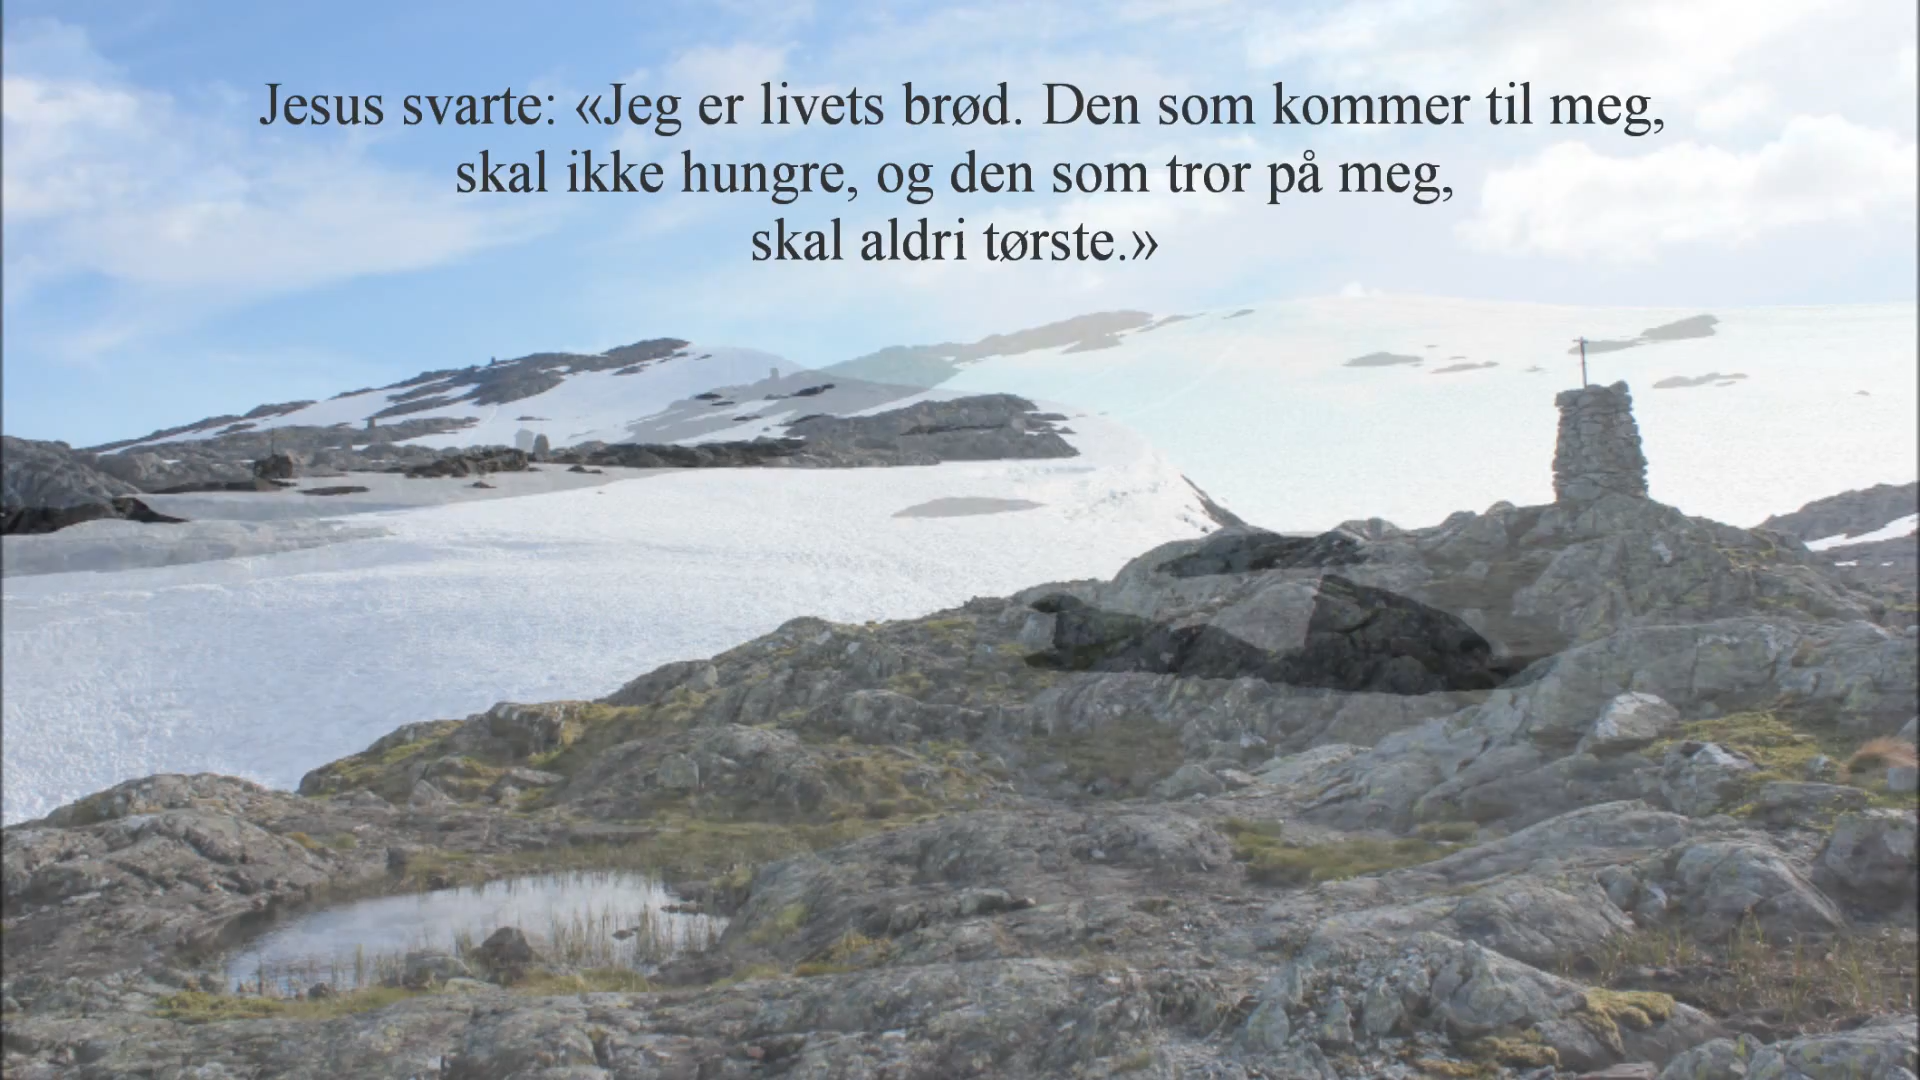 Jesus svarte: «Jeg er livets brød. Den som kommer til meg,
skal ikke hungre, og den som tror på meg,
skal aldri tørste.»